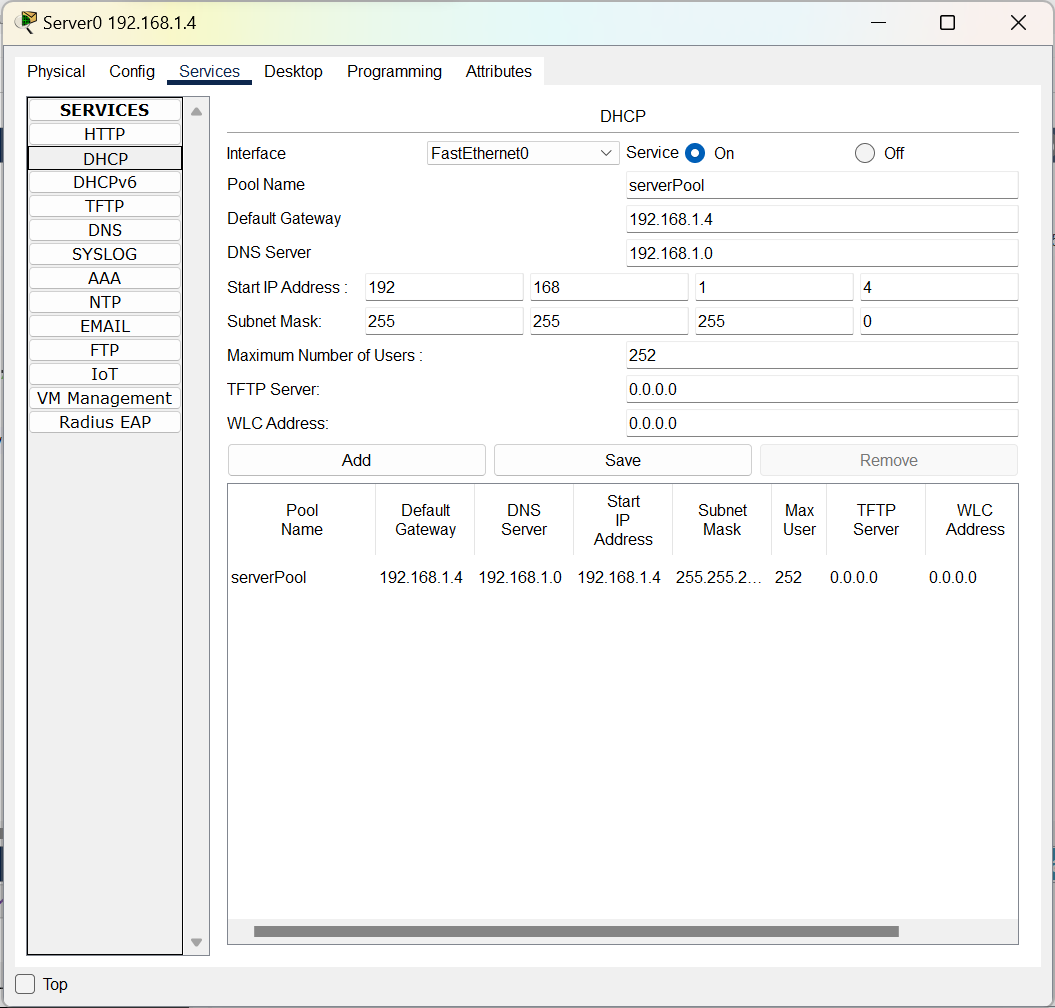 Server0 192.168.1.4
Physical Config Services Desktop Programming Attributes
SERVICES
HTTP
DHCP
DHCPv6
TFTP
DNS
SYSLOG
AAA
NTP
EMAIL
FTP
IoT
VM Management
Radius EAP
DHCP
Interface FastEthernet0 Service On Off
Pool Name serverPool
Default Gateway 192.168.1.4
DNS Server 192.168.1.0
Start IP Address : 192 168 1 4
Subnet Mask: 255 255 255 0
Maximum Number of Users : 252
TFTP Server: 0.0.0.0
WLC Address: 0.0.0.0
Add Save Remove
Pool Name Default Gateway DNS Server Start IP Address Subnet Mask Max User TFTP Server WLC Address
serverPool 192.168.1.4 192.168.1.0 192.168.1.4 255.255.2... 252 0.0.0.0 0.0.0.0
Top